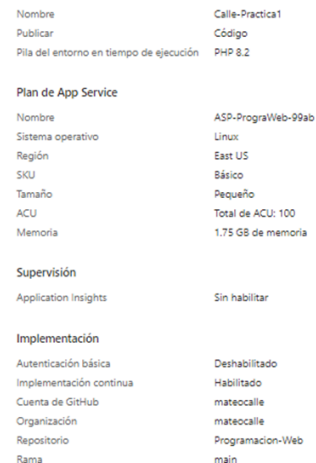 Nombre Calle-Practica1
Publicar Código
Pila del entorno en tiempo de ejecución PHP 8.2
Plan de App Service
Nombre ASP-PrograWeb-99ab
Sistema operativo Linux
Región East US
SKU Básico
Tamaño Pequeño
ACU Total de ACU: 100
Memoria 1.75 GB de memoria
Supervisión
Application Insights Sin habilitar
Implementación
Autenticación básica Deshabilitado
Implementación continua Habilitado
Cuenta de GitHub mateocalle
Organización mateocalle
Repositorio Programacion-Web
Rama main